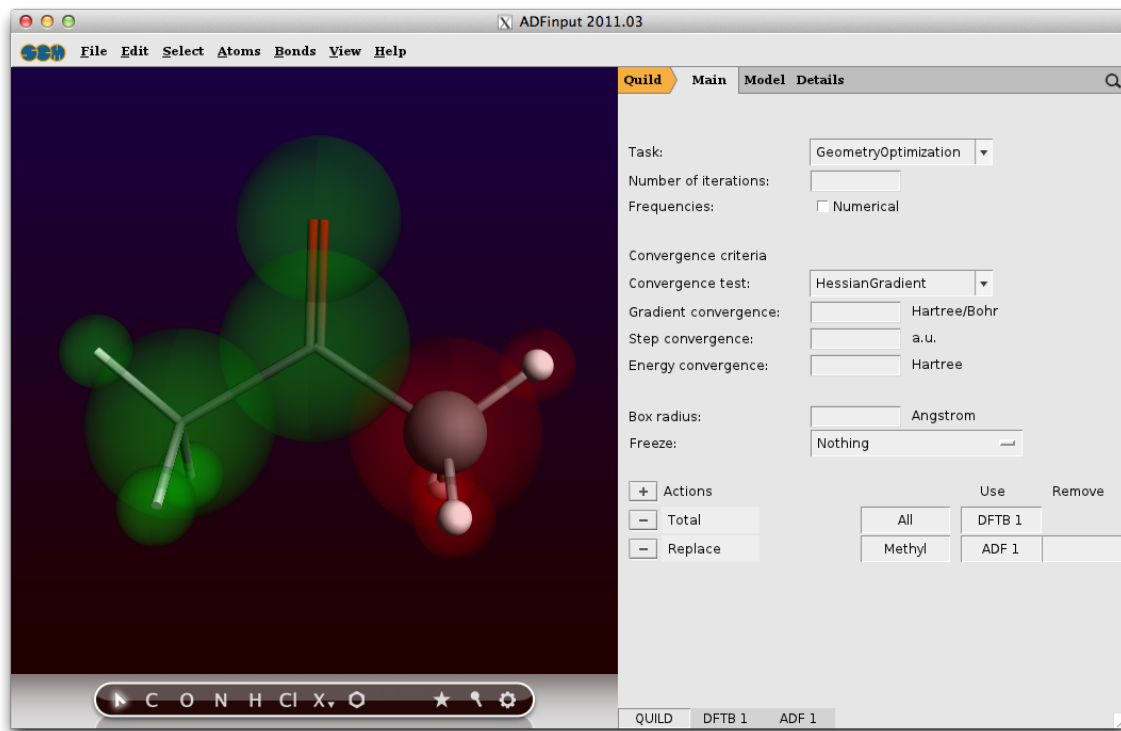 ADFinput 2011.03
SCM File Edit Select Atoms Bonds View Help
Quild Main Model Details
Task: GeometryOptimization
Number of iterations:
Frequencies: Numerical
Convergence criteria
Convergence test: HessianGradient
Gradient convergence: Hartree/Bohr
Step convergence: a.u.
Energy convergence: Hartree
Box radius: Angstrom
Freeze: Nothing
+ Actions Use Remove
− Total All DFTB 1
− Replace Methyl ADF 1
C O N H Cl X
QUILD DFTB 1 ADF 1